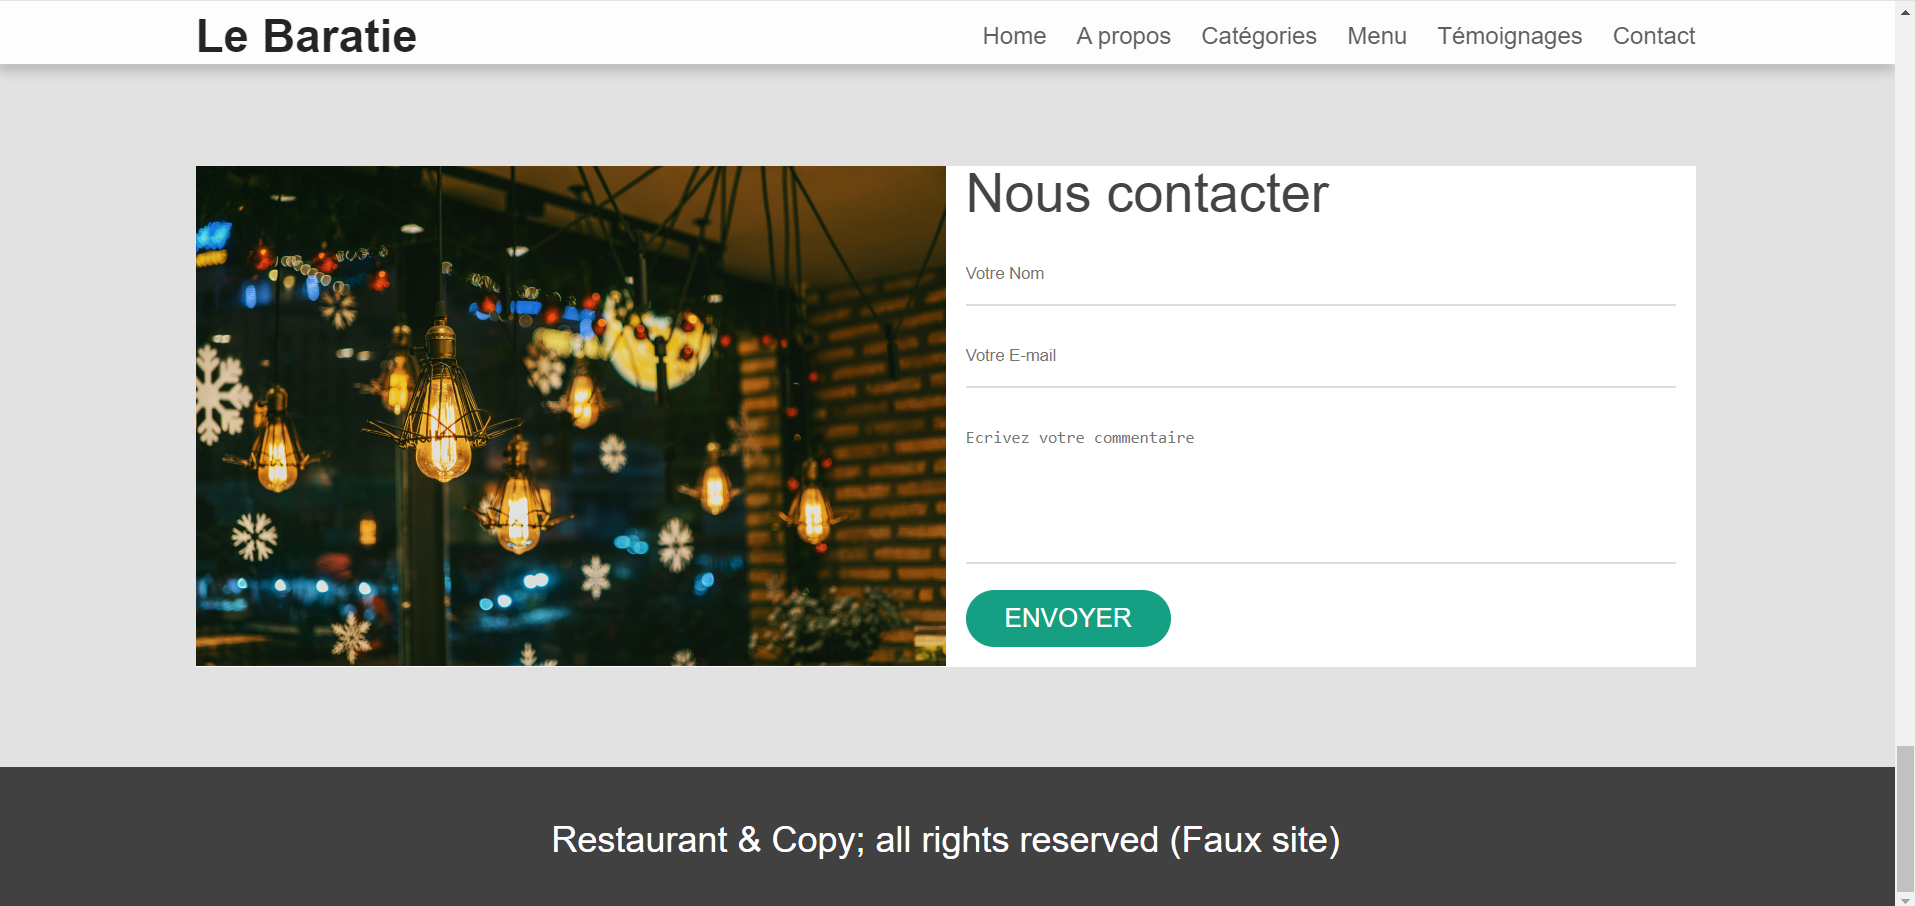 Le Baratie
Home A propos Catégories Menu Témoignages Contact
Nous contacter
Votre Nom
Votre E-mail
Ecrivez votre commentaire
ENVOYER
Restaurant & Copy; all rights reserved (Faux site)